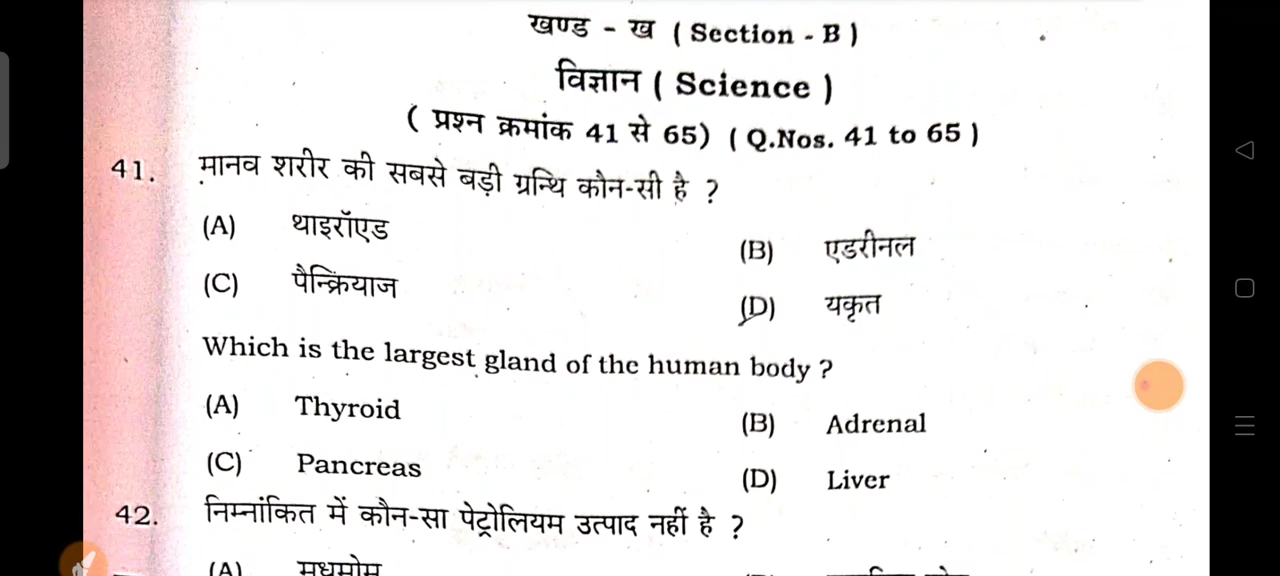 खण्ड - ख ( Section - B )
विज्ञान ( Science )
( प्रश्न क्रमांक 41 से 65) ( Q.Nos. 41 to 65 )
41. मानव शरीर की सबसे बड़ी ग्रन्थि कौन-सी है ?
(A) थाइरॉएड (B) एडरीनल
(C) पैन्क्रियाज (D) यकृत
Which is the largest gland of the human body ?
(A) Thyroid (B) Adrenal
(C) Pancreas (D) Liver
42. निम्नांकित में कौन-सा पेट्रोलियम उत्पाद नहीं है ?
(A) मधुमोम